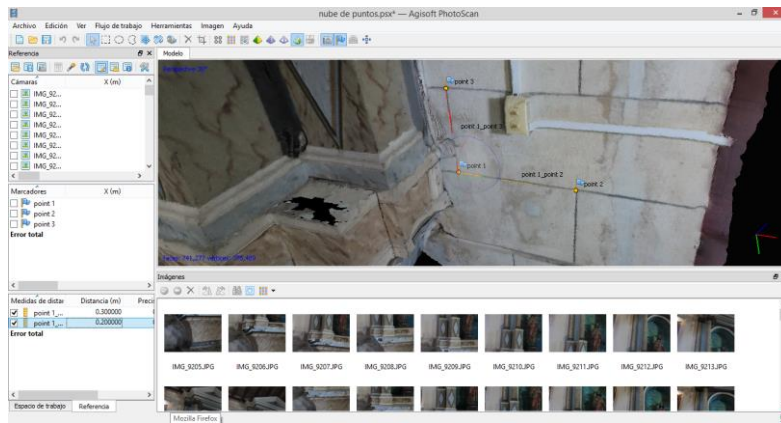 nube de puntos.psx* — Agisoft PhotoScan
Archivo Edición Ver Flujo de trabajo Herramientas Imagen Ayuda
Referencia
Modelo
Cámaras X (m)
IMG_92...
IMG_92...
IMG_92...
IMG_92...
IMG_92...
IMG_92...
IMG_92...
Marcadores X (m)
point 1
point 2
point 3
Error total
Perspectiva 30°
point 3
point 1_point 3
point 1
point 1_point 2
point 2
Imágenes
Medidas de distar Distancia (m) Preci
point 1_... 0.300000
point 1_... 0.200000
Error total
IMG_9205.JPG IMG_9206.JPG IMG_9207.JPG IMG_9208.JPG IMG_9209.JPG IMG_9210.JPG IMG_9211.JPG IMG_9212.JPG IMG_9213.JPG
Espacio de trabajo Referencia
Mozilla Firefox